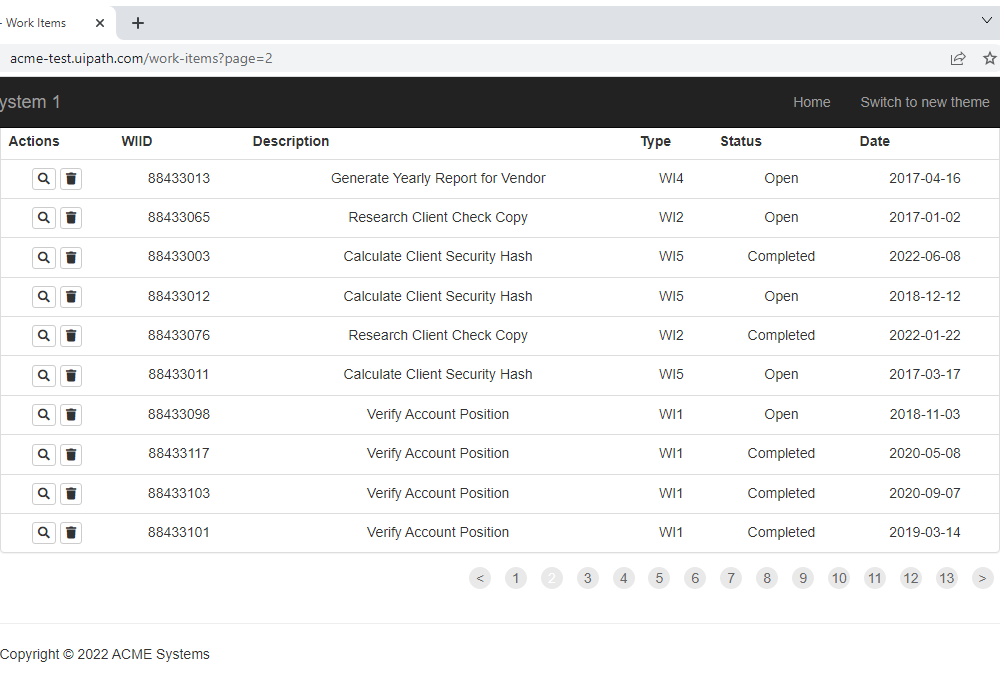 - Work Items
acme-test.uipath.com/work-items?page=2
ystem 1 Home Switch to new theme
Actions WIID Description Type Status Date
88433013 Generate Yearly Report for Vendor WI4 Open 2017-04-16
88433065 Research Client Check Copy WI2 Open 2017-01-02
88433003 Calculate Client Security Hash WI5 Completed 2022-06-08
88433012 Calculate Client Security Hash WI5 Open 2018-12-12
88433076 Research Client Check Copy WI2 Completed 2022-01-22
88433011 Calculate Client Security Hash WI5 Open 2017-03-17
88433098 Verify Account Position WI1 Open 2018-11-03
88433117 Verify Account Position WI1 Completed 2020-05-08
88433103 Verify Account Position WI1 Completed 2020-09-07
88433101 Verify Account Position WI1 Completed 2019-03-14
< 1 2 3 4 5 6 7 8 9 10 11 12 13 >
Copyright © 2022 ACME Systems